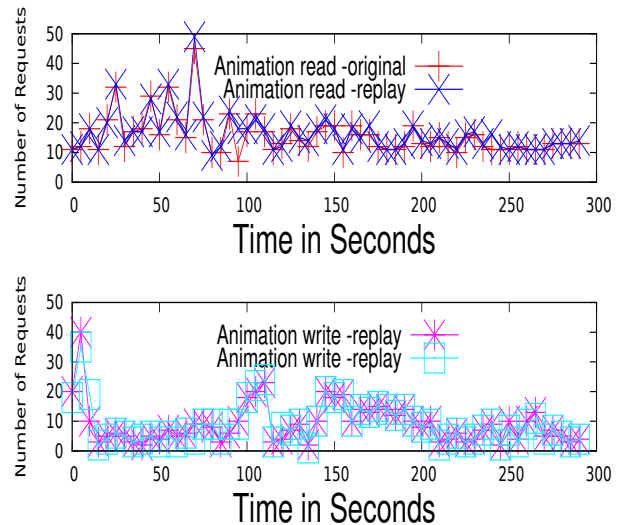 Number of Requests
50
40
30
20
10
0
Animation read -original
Animation read -replay
0 50 100 150 200 250 300
Time in Seconds
Number of Requests
50
40
30
20
10
0
Animation write -replay
Animation write -replay
0 50 100 150 200 250 300
Time in Seconds